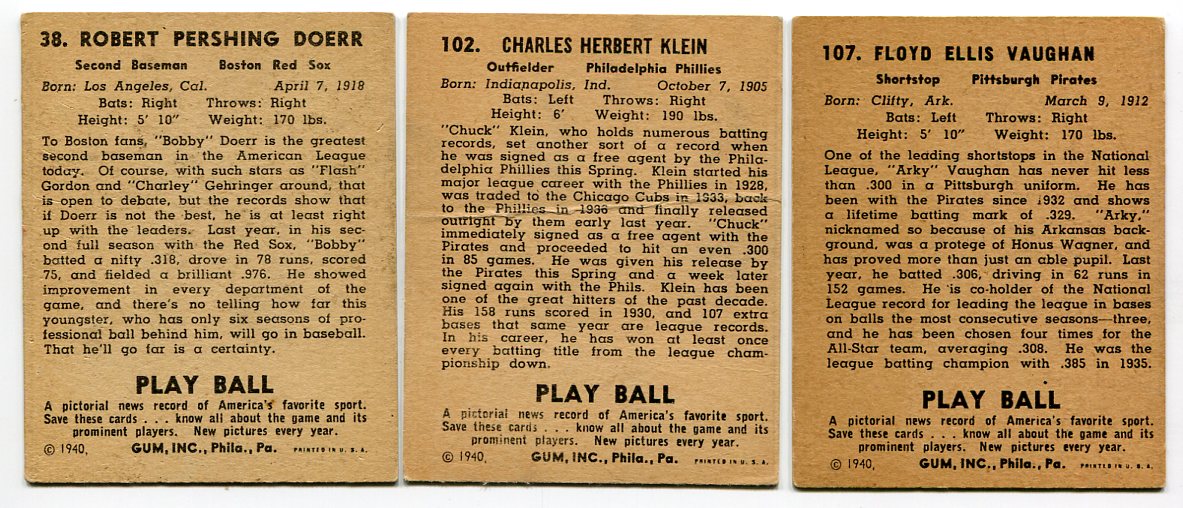 38. ROBERT PERSHING DOERR
Second Baseman Boston Red Sox
Born: Los Angeles, Cal. April 7, 1918
Bats: Right Throws: Right
Height: 5' 10" Weight: 170 lbs.
To Boston fans, "Bobby" Doerr is the greatest
second baseman in the American League
today. Of course, with such stars as "Flash"
Gordon and "Charley" Gehringer around, that
is open to debate, but the records show that
if Doerr is not the best, he is at least right
up with the leaders. Last year, in his sec-
ond full season with the Red Sox, "Bobby"
batted a nifty .318, drove in 78 runs, scored
75, and fielded a brilliant .976. He showed
improvement in every department of the
game, and there's no telling how far this
youngster, who has only six seasons of pro-
fessional ball behind him, will go in baseball.
That he'll go far is a certainty.
PLAY BALL
A pictorial news record of America's favorite sport.
Save these cards . . . know all about the game and its
prominent players. New pictures every year.
© 1940, GUM, INC., Phila., Pa. PRINTED IN U. S. A.
102. CHARLES HERBERT KLEIN
Outfielder Philadelphia Phillies
Born: Indianapolis, Ind. October 7, 1905
Bats: Left Throws: Right
Height: 6' Weight: 190 lbs.
"Chuck" Klein, who holds numerous batting
records, set another sort of a record when
he was signed as a free agent by the Phila-
delphia Phillies this Spring. Klein started his
major league career with the Phillies in 1928,
was traded to the Chicago Cubs in 1933, back
to the Phillies in 1936 and finally released
outright by them early last year. "Chuck"
immediately signed as a free agent with the
Pirates and proceeded to hit an even .300
in 85 games. He was given his release by
the Pirates this Spring and a week later
signed again with the Phils. Klein has been
one of the great hitters of the past decade.
His 158 runs scored in 1930, and 107 extra
bases that same year are league records.
In his career, he has won at least once
every batting title from the league cham-
pionship down.
PLAY BALL
A pictorial news record of America's favorite sport.
Save these cards . . . know all about the game and its
prominent players. New pictures every year.
© 1940, GUM, INC., Phila., Pa. PRINTED IN U. S. A.
107. FLOYD ELLIS VAUGHAN
Shortstop Pittsburgh Pirates
Born: Clifty, Ark. March 9, 1912
Bats: Left Throws: Right
Height: 5' 10" Weight: 170 lbs.
One of the leading shortstops in the National
League, "Arky" Vaughan has never hit less
than .300 in a Pittsburgh uniform. He has
been with the Pirates since 1932 and shows
a lifetime batting mark of .329. "Arky,"
nicknamed so because of his Arkansas back-
ground, was a protege of Honus Wagner, and
has proved more than just an able pupil. Last
year, he batted .306, driving in 62 runs in
152 games. He is co-holder of the National
League record for leading the league in bases
on balls the most consecutive seasons—three,
and he has been chosen four times for the
All-Star team, averaging .308. He was the
league batting champion with .385 in 1935.
PLAY BALL
A pictorial news record of America's favorite sport.
Save these cards . . . know all about the game and its
prominent players. New pictures every year.
© 1940, GUM, INC., Phila., Pa. PRINTED IN U. S. A.